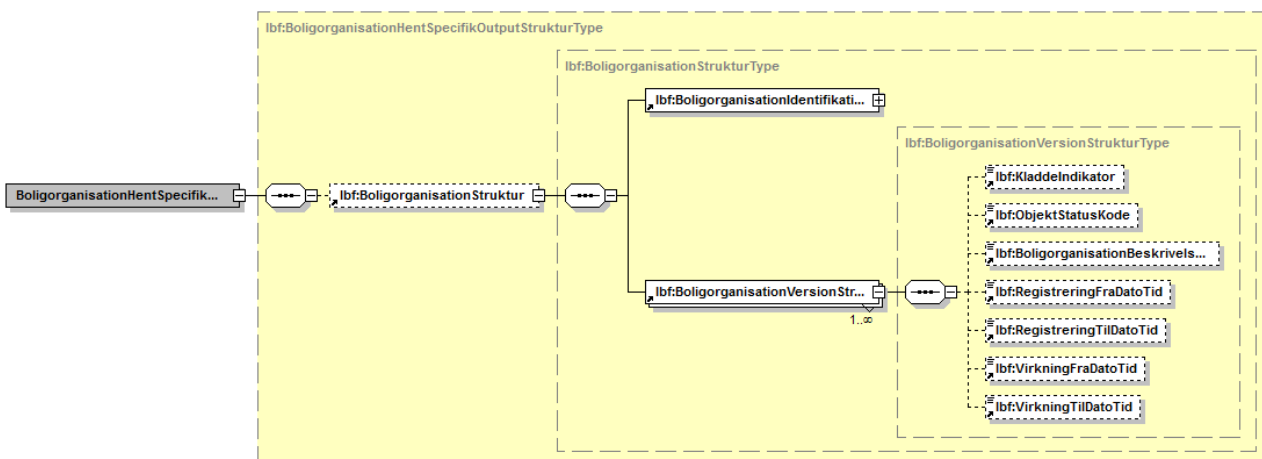 lbf:BoligorganisationHentSpecifikOutputStrukturType
lbf:BoligorganisationStrukturType
lbf:BoligorganisationIdentifikati...
lbf:BoligorganisationVersionStrukturType
BoligorganisationHentSpecifik...
lbf:BoligorganisationStruktur
lbf:KladdeIndikator
lbf:ObjektStatusKode
lbf:BoligorganisationBeskrivels...
lbf:BoligorganisationVersionStr...
1..∞
lbf:RegistreringFraDatoTid
lbf:RegistreringTilDatoTid
lbf:VirkningFraDatoTid
lbf:VirkningTilDatoTid